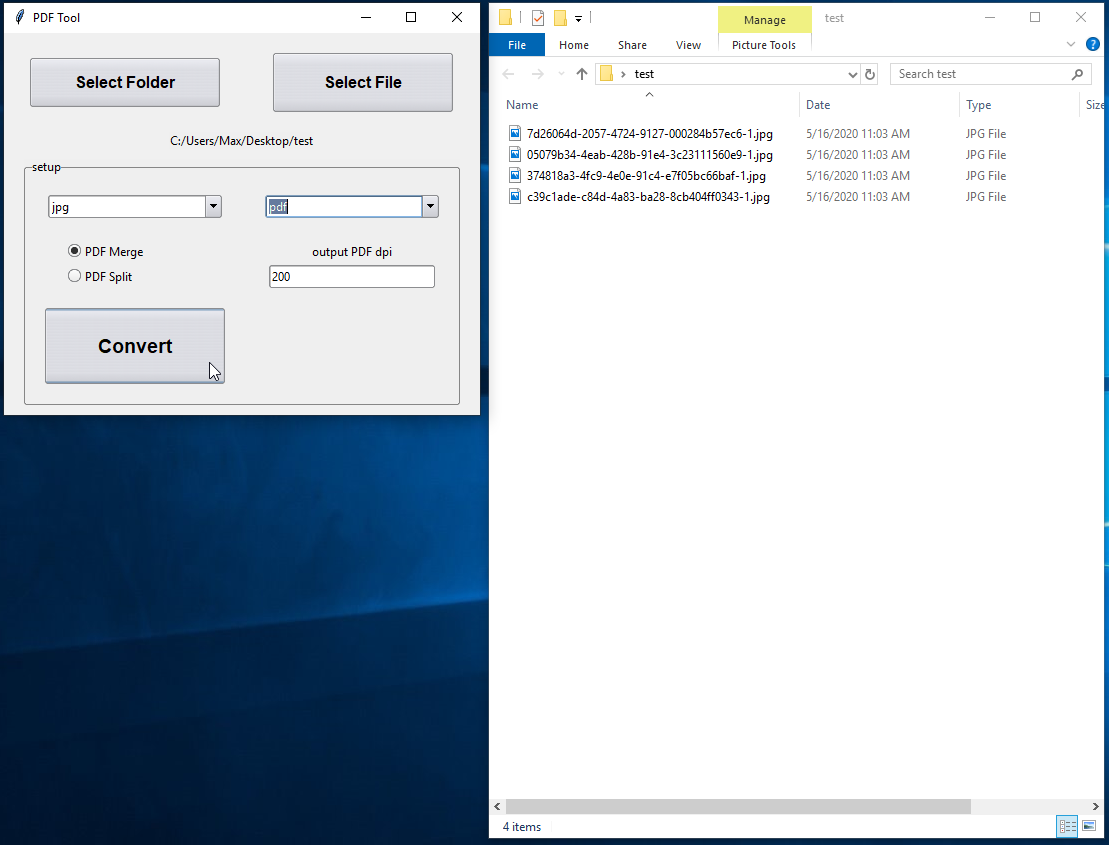 PDF Tool
Select Folder
Select File
C:/Users/Max/Desktop/test
setup
jpg
pdf
PDF Merge
PDF Split
output PDF dpi
200
Convert
Manage
test
File
Home
Share
View
Picture Tools
test
Search test
Name
Date
Type
Size
7d26064d-2057-4724-9127-000284b57ec6-1.jpg 5/16/2020 11:03 AM JPG File
05079b34-4eab-428b-91e4-3c23111560e9-1.jpg 5/16/2020 11:03 AM JPG File
374818a3-4fc9-4e0e-91c4-e7f05bc66baf-1.jpg 5/16/2020 11:03 AM JPG File
c39c1ade-c84d-4a83-ba28-8cb404ff0343-1.jpg 5/16/2020 11:03 AM JPG File
4 items